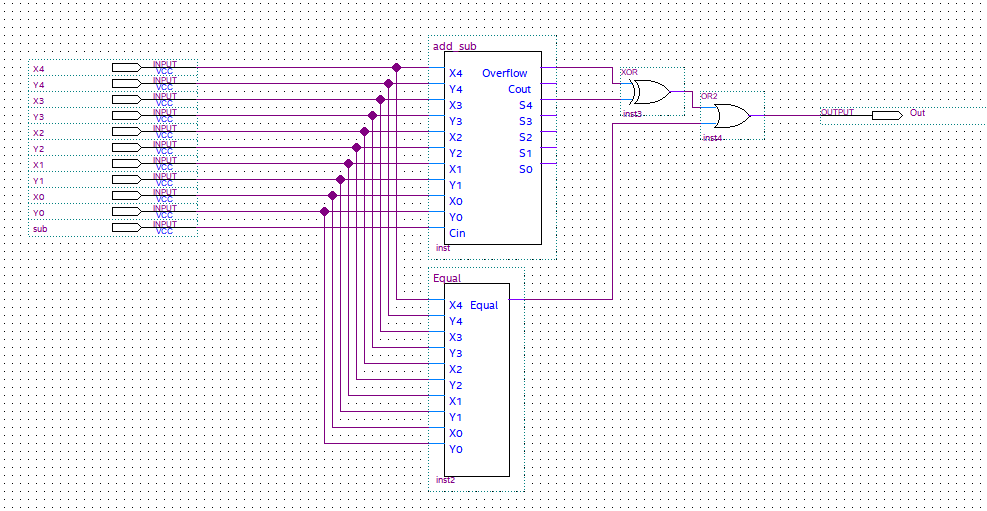 add sub
X4 INPUT VCC X4 Overflow XOR
Y4 INPUT VCC Y4 Cout OR2
X3 INPUT VCC X3 S4 inst3
Y3 INPUT VCC Y3 S3 OUTPUT Out
X2 INPUT VCC X2 S2 inst4
Y2 INPUT VCC Y2 S1
X1 INPUT VCC X1 S0
Y1 INPUT VCC Y1
X0 INPUT VCC X0
Y0 INPUT VCC Y0
sub INPUT VCC Cin
inst
Equal
X4 Equal
Y4
X3
Y3
X2
Y2
X1
Y1
X0
Y0
inst2